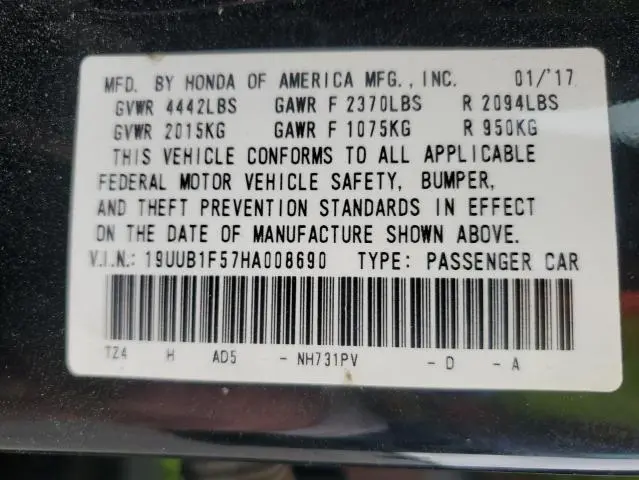 MFD. BY HONDA OF AMERICA MFG., INC. 01/'17
GVWR 4442LBS GAWR F 2370LBS R 2094LBS
GVWR 2015KG GAWR F 1075KG R 950KG
THIS VEHICLE CONFORMS TO ALL APPLICABLE
FEDERAL MOTOR VEHICLE SAFETY, BUMPER,
AND THEFT PREVENTION STANDARDS IN EFFECT
ON THE DATE OF MANUFACTURE SHOWN ABOVE.
V.I.N.: 19UUB1F57HA008690 TYPE: PASSENGER CAR
TZ4 H AD5 - NH731PV - D - A